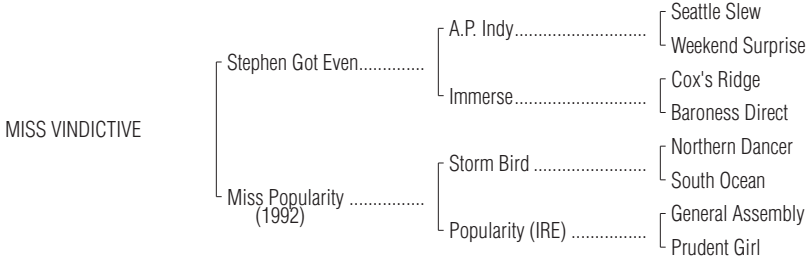 Seattle Slew
A.P. Indy..............................
Weekend Surprise
Stephen Got Even..............
Cox's Ridge
Immerse..............................
Baroness Direct
MISS VINDICTIVE
Northern Dancer
Storm Bird ..........................
South Ocean
Miss Popularity ................
(1992)
General Assembly
Popularity (IRE) .................
Prudent Girl